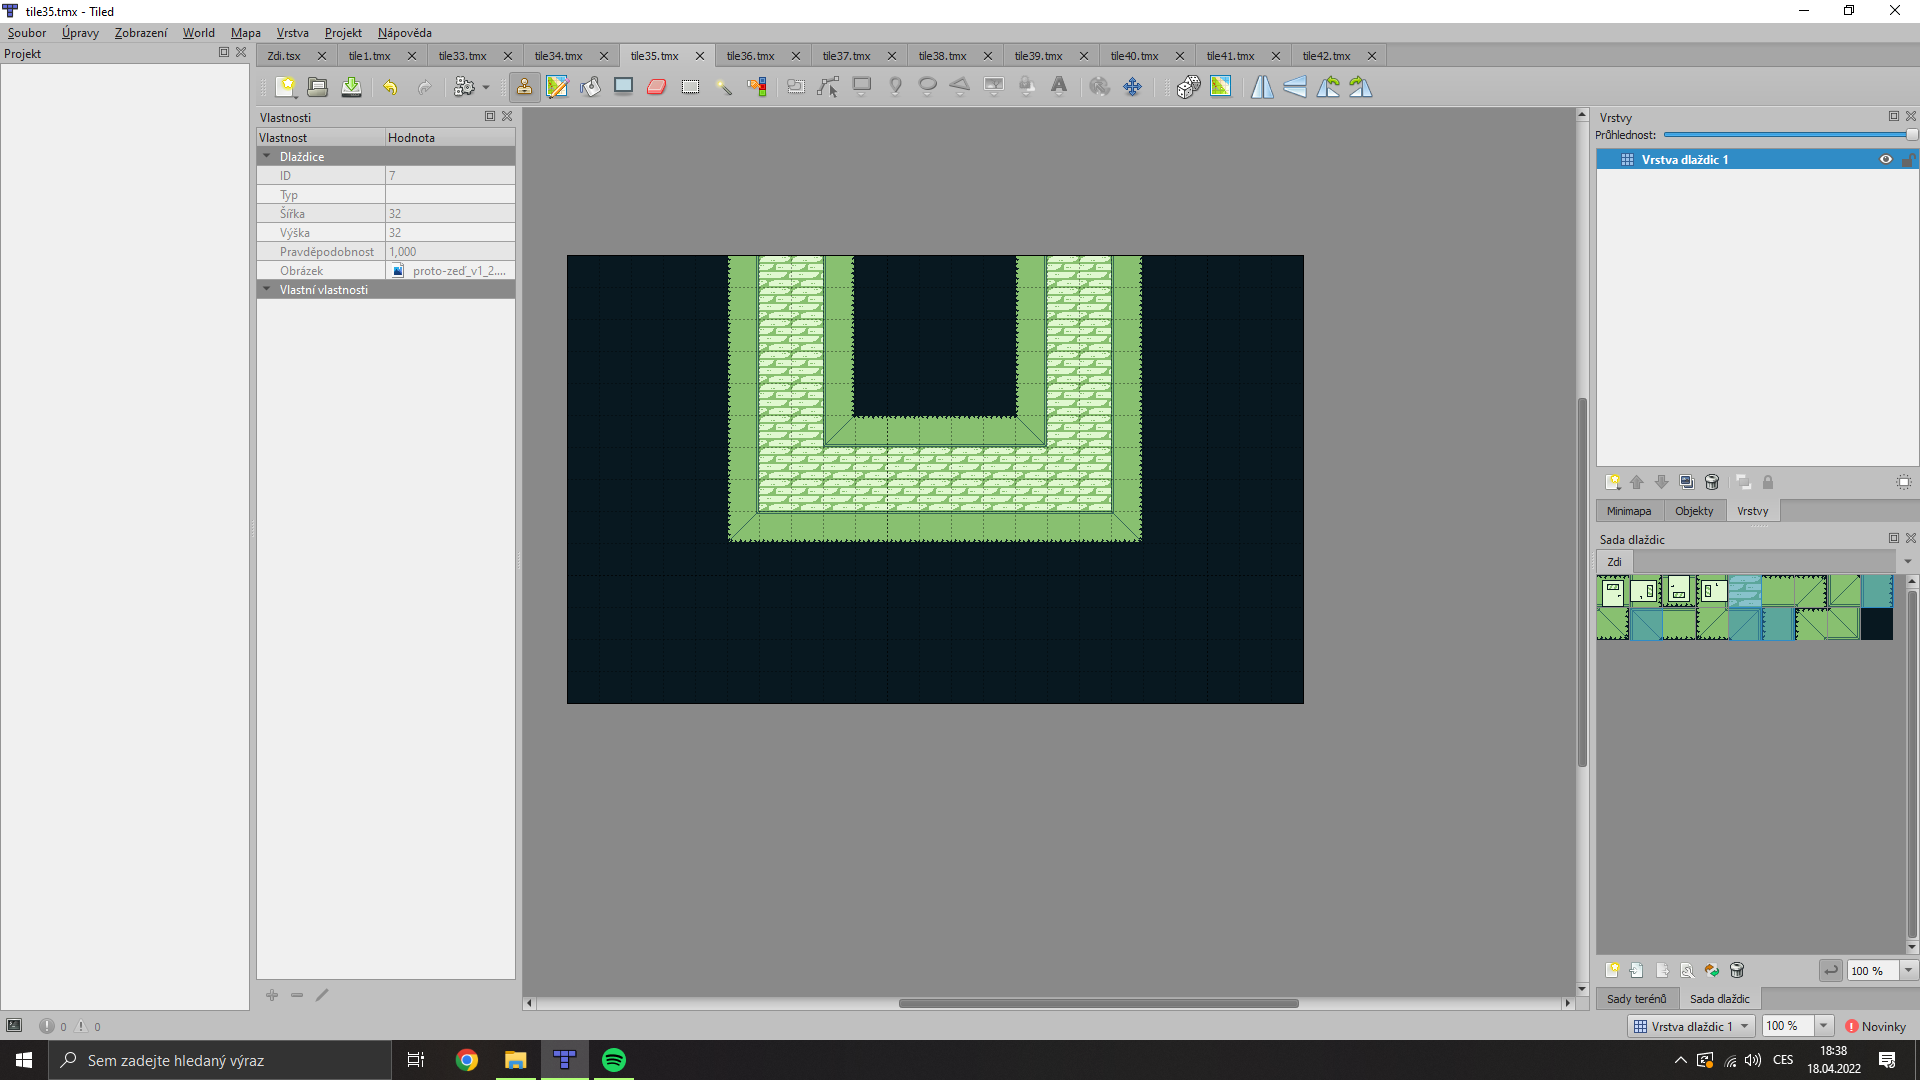 tile35.tmx - Tiled
Soubor Úpravy Zobrazení World Mapa Vrstva Projekt Nápověda
Projekt
Zdi.tsx tile1.tmx tile33.tmx tile34.tmx tile35.tmx tile36.tmx tile37.tmx tile38.tmx tile39.tmx tile40.tmx tile41.tmx tile42.tmx
Vlastnosti
Vlastnost Hodnota
Dlaždice
ID 7
Typ
Šířka 32
Výška 32
Pravděpodobnost 1,000
Obrázek proto-zeď_v1_2....
Vlastní vlastnosti
Vrstvy
Průhlednost:
Vrstva dlaždic 1
Minimapa Objekty Vrstvy
Sada dlaždic
Zdi
100 %
Sady terénů Sada dlaždic
0 0
Vrstva dlaždic 1 100 % Novinky
Sem zadejte hledaný výraz
CES
18:38
18.04.2022